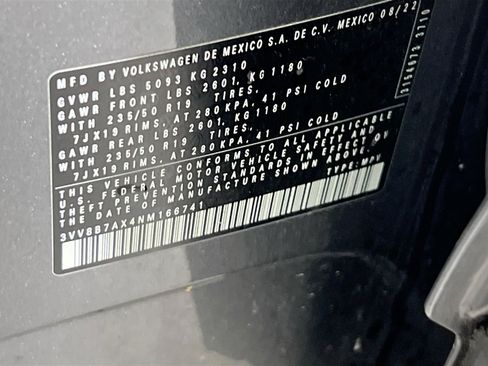 MFD BY VOLKSWAGEN DE MEXICO S.A. DE C.V. MEXICO 08/22
GVWR LBS 5093 KG 2310
GAWR FRONT LBS 2601, KG 1180
WITH 235/50 R19 TIRES,
7JX19 RIMS, AT 280 KPA, 41 PSI COLD
GAWR REAR LBS 2601, KG 1180
WITH 235/50 R19 TIRES,
7JX19 RIMS, AT 280 KPA, 41 PSI COLD
THIS VEHICLE CONFORMS TO ALL APPLICABLE
U.S. FEDERAL MOTOR VEHICLE SAFETY AND
THEFT PREVENTION STANDARDS IN EFFECT ON
THE DATE OF MANUFACTURE SHOWN ABOVE.
3VV8B7AX4NM166741 TYPE: MPV